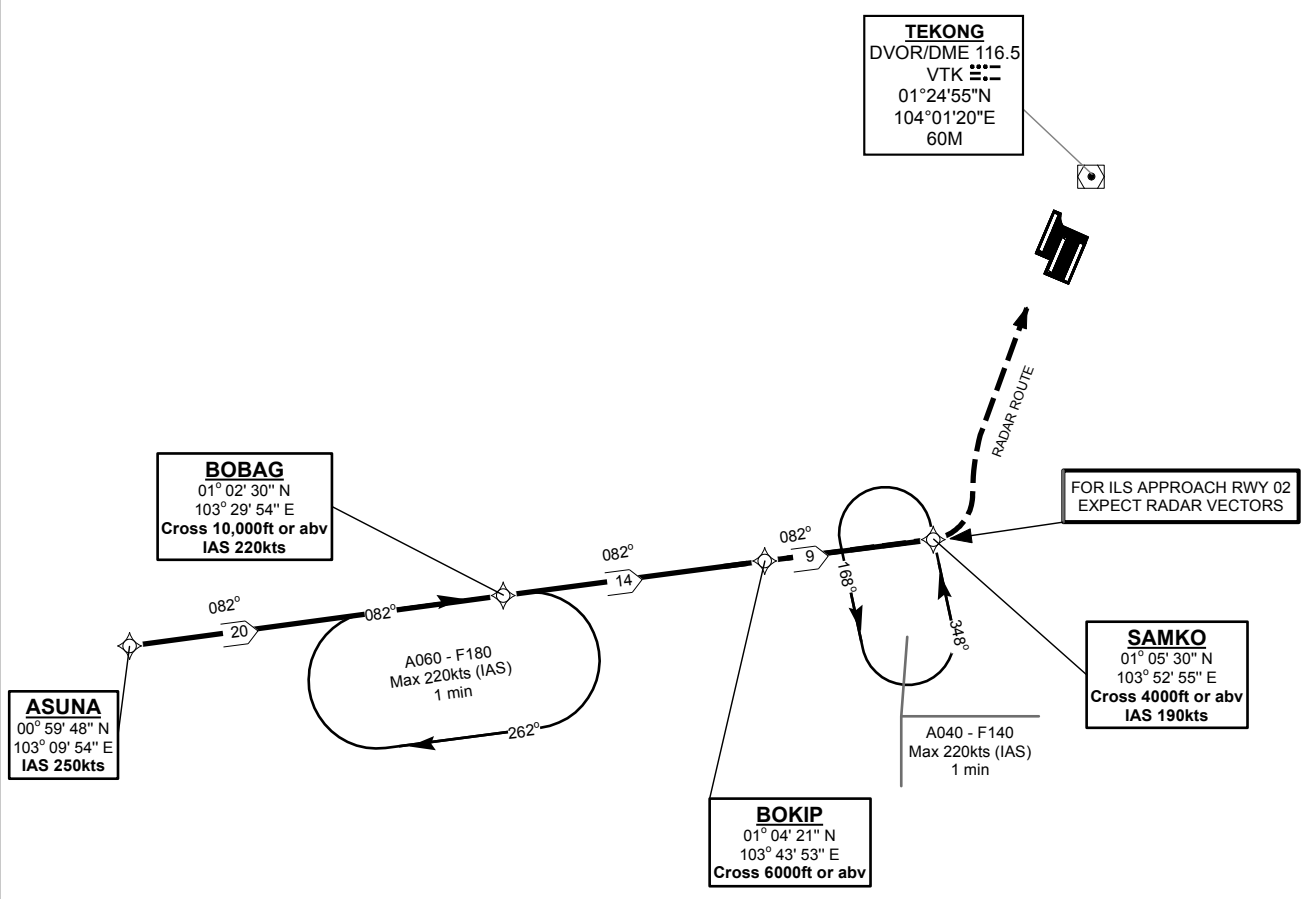 TEKONG
DVOR/DME 116.5
VTK
01°24'55"N
104°01'20"E
60M
RADAR ROUTE
BOBAG
01° 02' 30" N
103° 29' 54" E
Cross 10,000ft or abv
IAS 220kts
FOR ILS APPROACH RWY 02
EXPECT RADAR VECTORS
082°
20
082°
082°
14
082°
9
A060 - F180
Max 220kts (IAS)
1 min
262°
168°
348°
ASUNA
00° 59' 48" N
103° 09' 54" E
IAS 250kts
SAMKO
01° 05' 30" N
103° 52' 55" E
Cross 4000ft or abv
IAS 190kts
A040 - F140
Max 220kts (IAS)
1 min
BOKIP
01° 04' 21" N
103° 43' 53" E
Cross 6000ft or abv